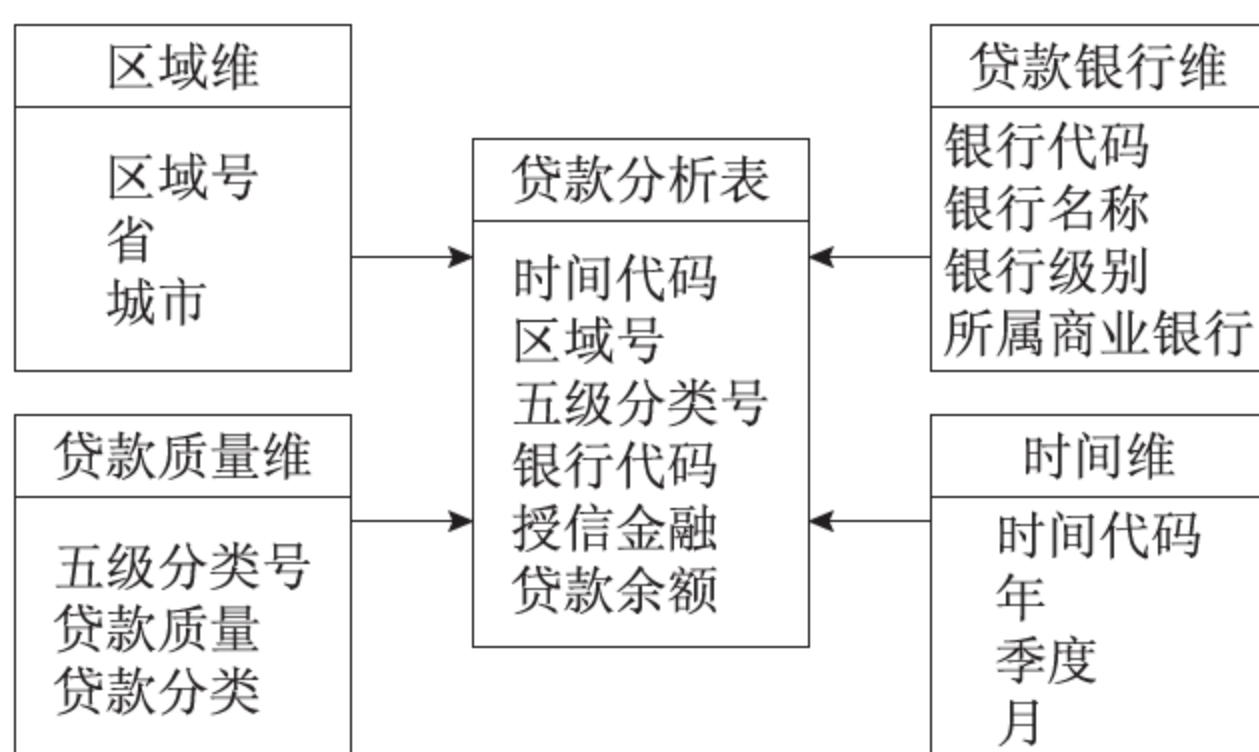 区域维
区域号
省
城市
贷款质量维
五级分类号
贷款质量
贷款分类
贷款分析表
时间代码
区域号
五级分类号
银行代码
授信金融
贷款余额
贷款银行维
银行代码
银行名称
银行级别
所属商业银行
时间维
时间代码
年
季度
月